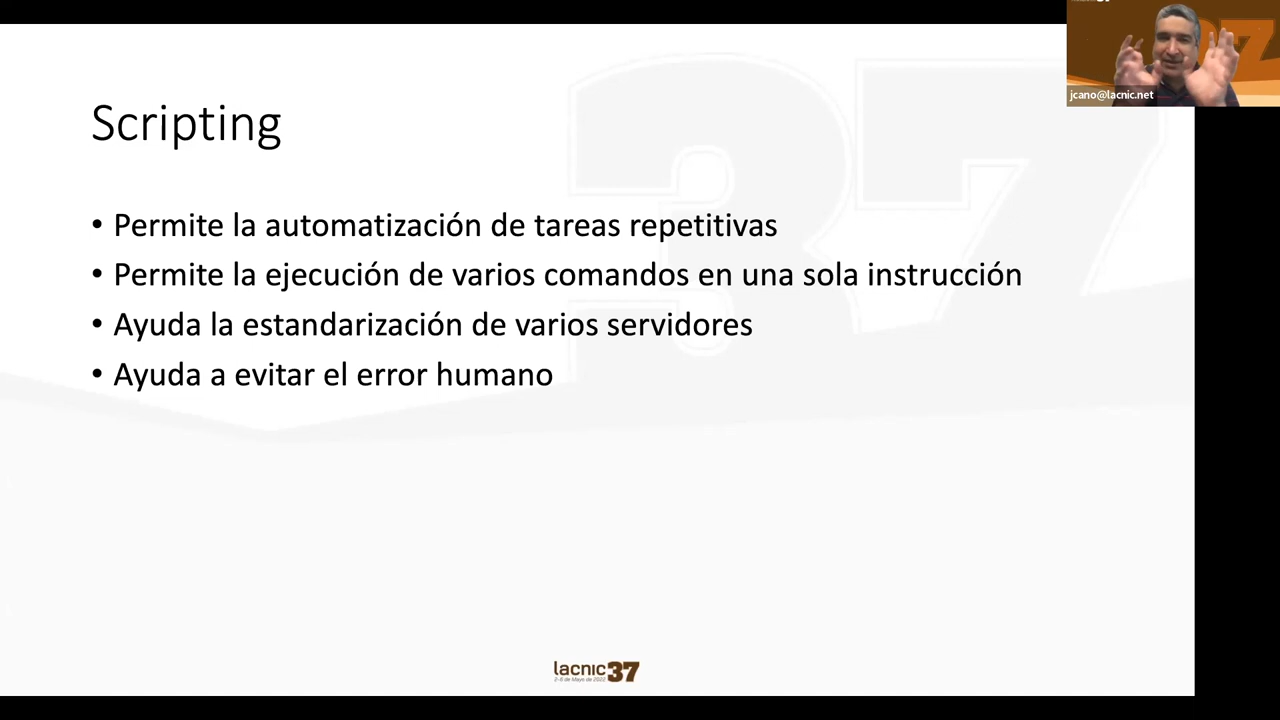 Scripting
• Permite la automatización de tareas repetitivas
• Permite la ejecución de varios comandos en una sola instrucción
• Ayuda la estandarización de varios servidores
• Ayuda a evitar el error humano
jcano@lacnic.net
37
lacnic37
2-6 de Mayo de 2022